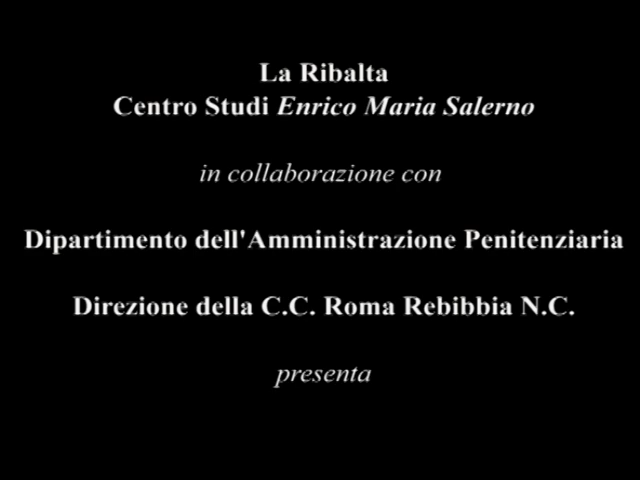 La Ribalta
Centro Studi Enrico Maria Salerno
in collaborazione con
Dipartimento dell'Amministrazione Penitenziaria
Direzione della C.C. Roma Rebibbia N.C.
presenta